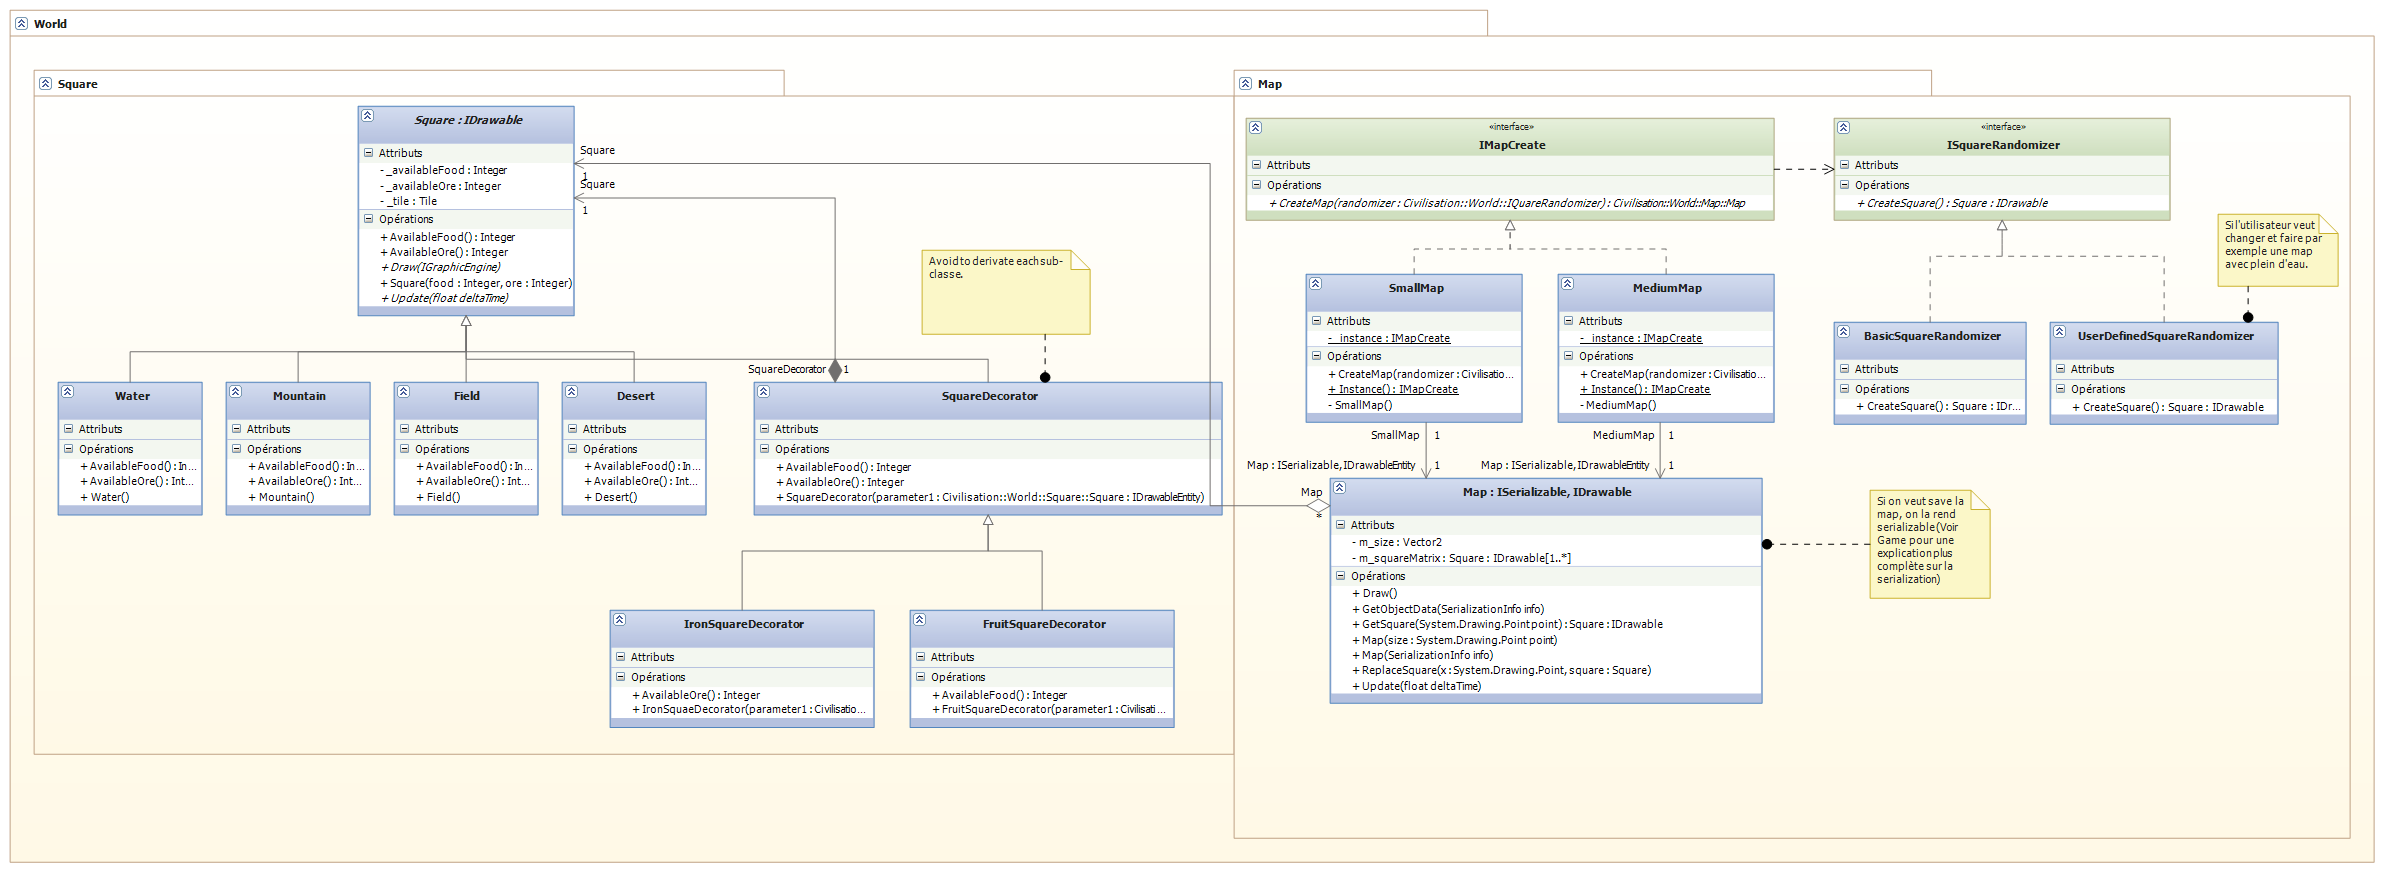 World
Square
Square : IDrawable
Attributs
- _availableFood : Integer
- _availableOre : Integer
- _tile : Tile
Opérations
+ AvailableFood() : Integer
+ AvailableOre() : Integer
+ Draw(IGraphicEngine)
+ Square(food : Integer, ore : Integer)
+ Update(float deltaTime)
Square
1
Square
1
Avoid to derivate each sub-
classe.
SquareDecorator
1
Water
Attributs
Opérations
+ AvailableFood() : In...
+ AvailableOre() : Int...
+ Water()
Mountain
Attributs
Opérations
+ AvailableFood() : In...
+ AvailableOre() : Int...
+ Mountain()
Field
Attributs
Opérations
+ AvailableFood() : In...
+ AvailableOre() : Int...
+ Field()
Desert
Attributs
Opérations
+ AvailableFood() : In...
+ AvailableOre() : Int...
+ Desert()
SquareDecorator
Attributs
Opérations
+ AvailableFood() : Integer
+ AvailableOre() : Integer
+ SquareDecorator(parameter1 : Civilisation::World::Square::Square : IDrawableEntity)
IronSquareDecorator
Attributs
Opérations
+ AvailableOre() : Integer
+ IronSquaeDecorator(parameter1 : Civilisatio...
FruitSquareDecorator
Attributs
Opérations
+ AvailableFood() : Integer
+ FruitSquareDecorator(parameter1 : Civilisati...
Map
«interface»
IMapCreate
Attributs
Opérations
+ CreateMap(randomizer : Civilisation::World::IQuareRandomizer) : Civilisation::World::Map::Map
«interface»
ISquareRandomizer
Attributs
Opérations
+ CreateSquare() : Square : IDrawable
Si l'utilisateur veut
changer et faire par
exemple une map
avec plein d'eau.
SmallMap
Attributs
- _instance : IMapCreate
Opérations
+ CreateMap(randomizer : Civilisatio...
+ Instance() : IMapCreate
- SmallMap()
MediumMap
Attributs
- _instance : IMapCreate
Opérations
+ CreateMap(randomizer : Civilisatio...
+ Instance() : IMapCreate
- MediumMap()
BasicSquareRandomizer
Attributs
Opérations
+ CreateSquare() : Square : IDr...
UserDefinedSquareRandomizer
Attributs
Opérations
+ CreateSquare() : Square : IDrawable
SmallMap
1
MediumMap
1
Map : ISerializable, IDrawableEntity
1
Map : ISerializable, IDrawableEntity
1
Map
*
Map : ISerializable, IDrawable
Attributs
- m_size : Vector2
- m_squareMatrix : Square : IDrawable[1..*]
Opérations
+ Draw()
+ GetObjectData(SerializationInfo info)
+ GetSquare(System.Drawing.Point point) : Square : IDrawable
+ Map(size : System.Drawing.Point point)
+ Map(SerializationInfo info)
+ ReplaceSquare(x : System.Drawing.Point, square : Square)
+ Update(float deltaTime)
Si on veut save la
map, on la rend
serializable (Voir
Game pour une
explication plus
complète sur la
serialization)